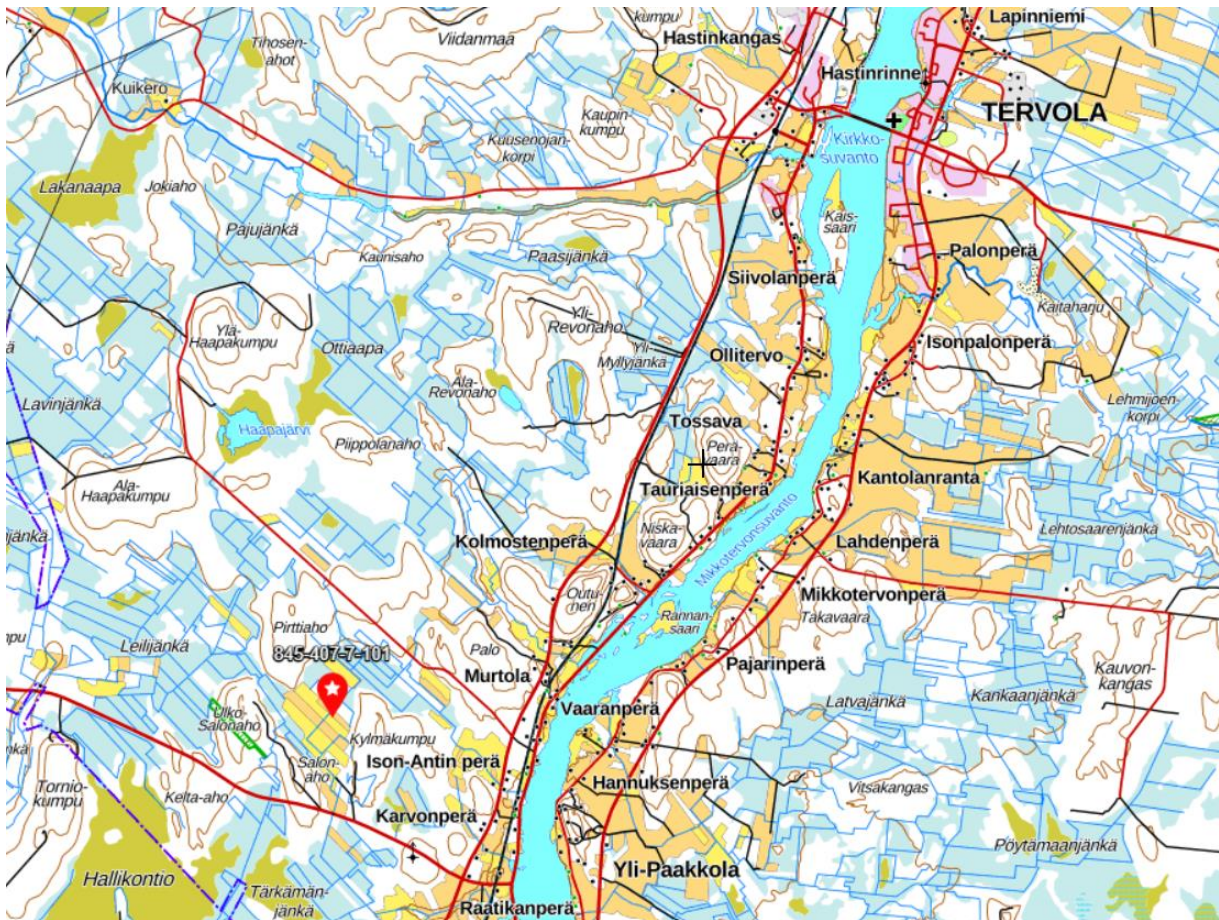 Lapinniemi
kumpu
Viidanmaa
Hastinkangas
Tihosen-
ahot
Hastinrinne
Kuikero
TERVOLA
Kaupin-
kumpu
Kuusenojan-
korpi
Kirkko-
suvanto
Lakanaapa
Jokiaho
Pajujänkä
Kais-
saari
Kaunisaho
Paasijänkä
Palonperä
Siivolanperä
Kaitaharju
Yli-
Revonaho
Ylä-
Haapakumpu
Ottiaapa
Isonpalonperä
Yli-
Myllyjänkä
Ollitervo
Ala-
Revonaho
Lavinjänkä
Lehmijoen-
korpi
Haapajärvi
Piippolanaho
Tossava
Perä-
vaara
Kantolanranta
Ala-
Haapakumpu
Tauriaisenperä
Niska-
vaara
Lehtosaarenjänkä
jänkä
Kolmostenperä
Mikkotervonsuvanto
Lahdenperä
Outu-
nein
Mikkotervonperä
Rannan-
saari
Takavaara
Pirttiaho
mpu
Leilijänkä
845-407-7-101
Palo
Pajarinperä
Kauvon-
kangas
Murtola
Latvajänkä
Kankaanjänkä
Vaaranperä
Ulko-
Salonaho
Kylmäkumpu
nkä
Ison-Antin perä
Salon-
aho
Hannuksenperä
Tornio-
kumpu
Kelta-aho
Vitsakangas
Karvonperä
Pöytämaanjänkä
Yli-Paakkola
Hallikontio
Tärkämän-
jänkä
Raatikanperä